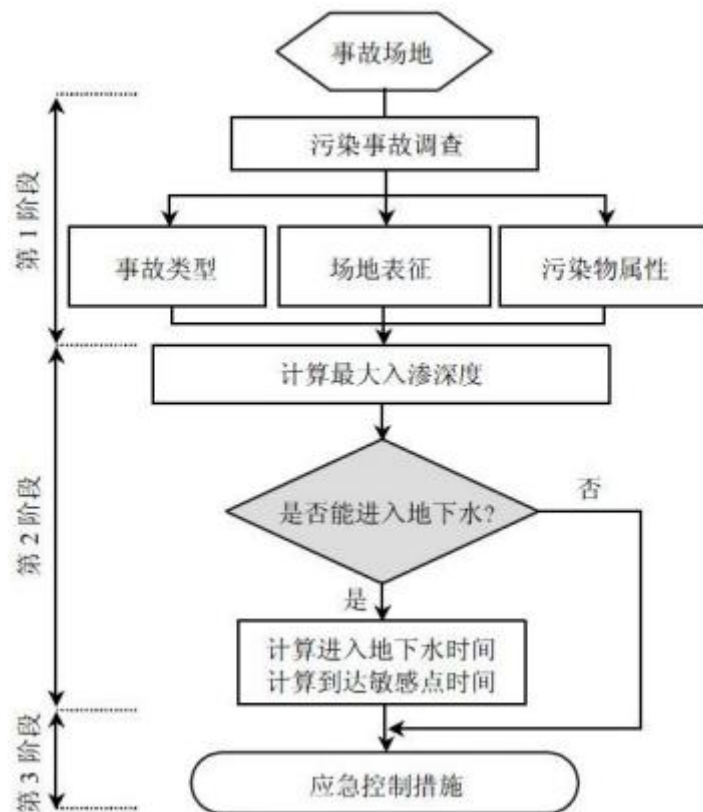 事故场地
第1阶段
污染事故调查
事故类型
场地表征
污染物属性
第2阶段
计算最大入渗深度
是否能进入地下水?
否
是
计算进入地下水时间
计算到达敏感点时间
第3阶段
应急控制措施